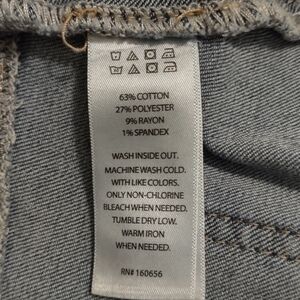 63% COTTON
27% POLYESTER
9% RAYON
1% SPANDEX
WASH INSIDE OUT.
MACHINE WASH COLD.
WITH LIKE COLORS.
ONLY NON-CHLORINE
BLEACH WHEN NEEDED.
TUMBLE DRY LOW.
WARM IRON
WHEN NEEDED.
RN# 160656